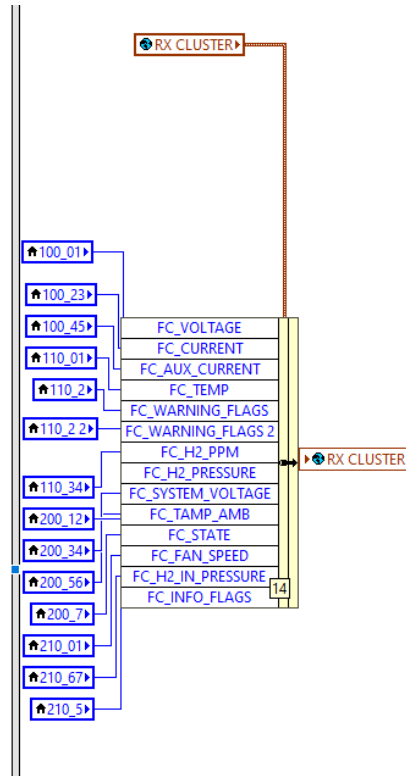 RX CLUSTER
100_01
100_23
100_45
110_01
110_2
110_2 2
110_34
200_12
200_34
200_56
200_7
210_01
210_67
210_5
FC_VOLTAGE
FC_CURRENT
FC_AUX_CURRENT
FC_TEMP
FC_WARNING_FLAGS
FC_WARNING_FLAGS 2
FC_H2_PPM
FC_H2_PRESSURE
FC_SYSTEM_VOLTAGE
FC_TAMP_AMB
FC_STATE
FC_FAN_SPEED
FC_H2_IN_PRESSURE
FC_INFO_FLAGS
14
RX CLUSTER